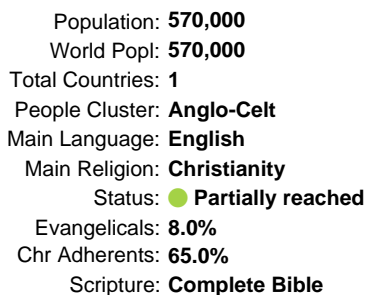 Population: 570,000
World Popl: 570,000
Total Countries: 1
People Cluster: Anglo-Celt
Main Language: English
Main Religion: Christianity
Status: Partially reached
Evangelicals: 8.0%
Chr Adherents: 65.0%
Scripture: Complete Bible